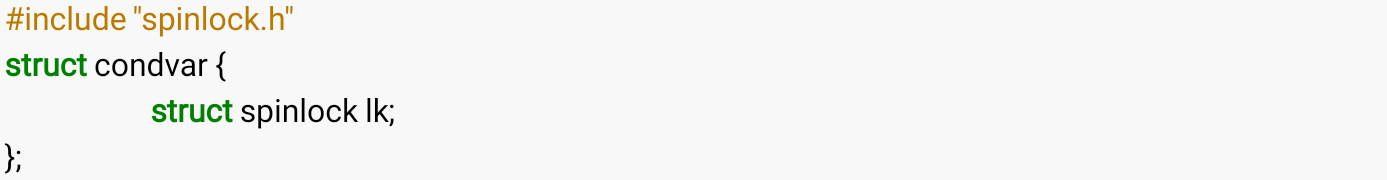 #include "spinlock.h"
struct condvar {
struct spinlock lk;
};